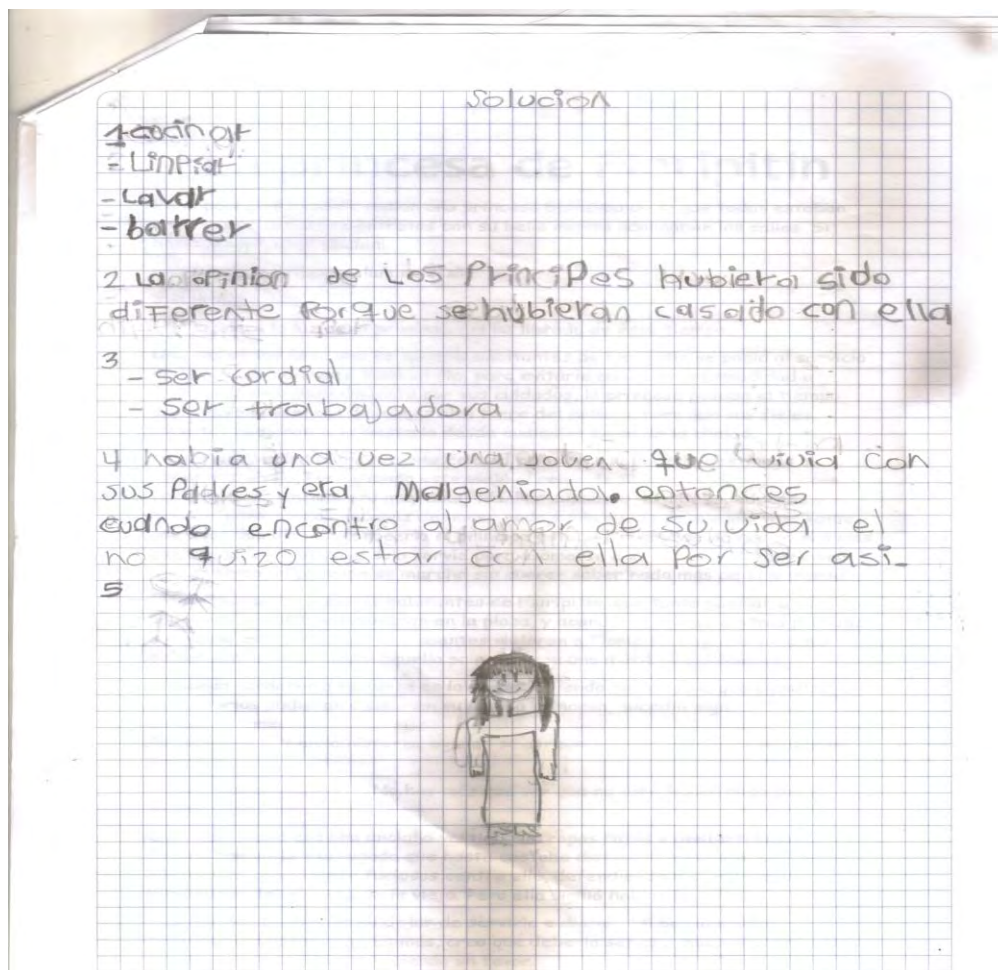 Solucion
1-cocinar
- Linpiar
- Lavar
- barrer
2 La opinion de Los Principes hubiera sido
diferente porque se hubieran casado con ella
3
- ser cordial
- ser trabajadora
4 había una vez una joven que vivia con
sus Padres y era Malgeniada. entonces
cuando encontro al amor de su vida el
no quizo estar con ella Por ser asi-
5